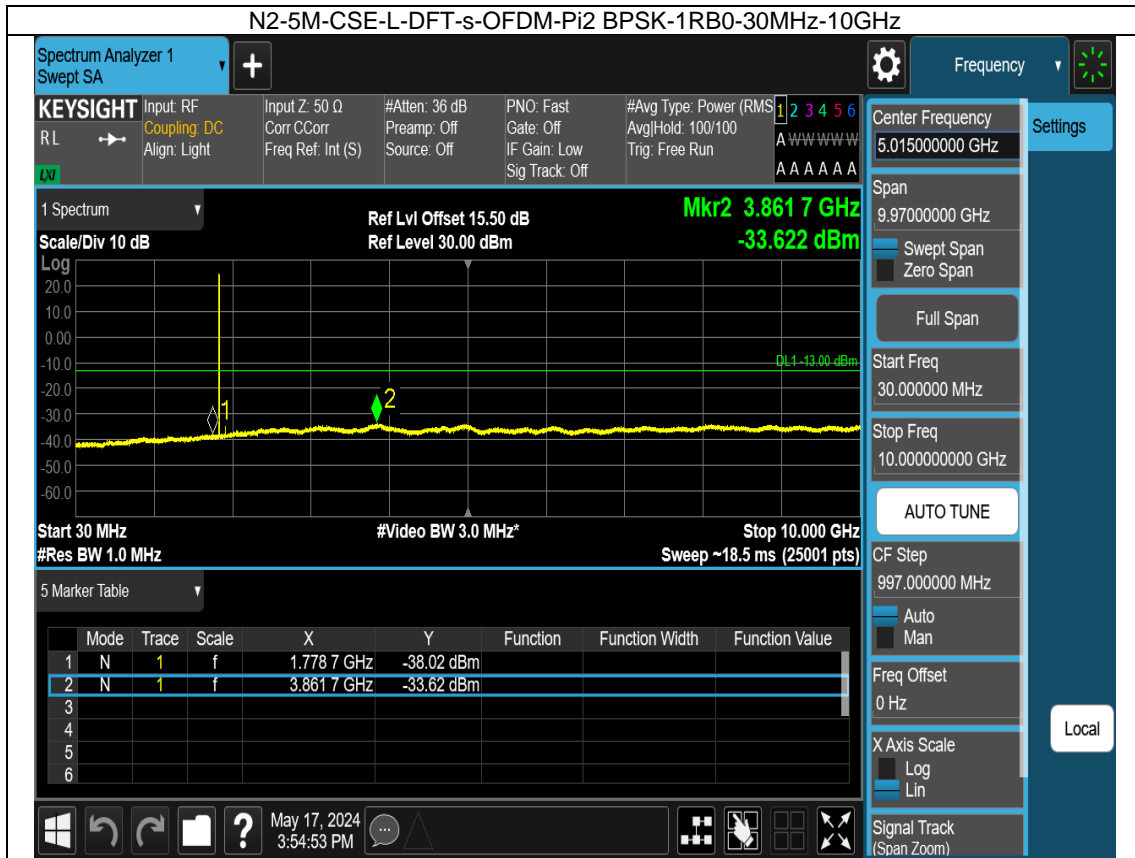 N2-5M-CSE-L-DFT-s-OFDM-Pi2 BPSK-1RB0-30MHz-10GHz
Spectrum Analyzer 1
Swept SA
+
Frequency
KEYSIGHT
RL
LXI
Input: RF
Coupling: DC
Align: Light
Input Z: 50 Ω
Corr CCorr
Freq Ref: Int (S)
#Atten: 36 dB
Preamp: Off
Source: Off
PNO: Fast
Gate: Off
IF Gain: Low
Sig Track: Off
#Avg Type: Power (RMS
Avg|Hold: 100/100
Trig: Free Run
1 2 3 4 5 6
A W W W W W
A A A A A A
1 Spectrum
Scale/Div 10 dB
Ref Lvl Offset 15.50 dB
Ref Level 30.00 dBm
Mkr2 3.861 7 GHz
-33.622 dBm
Log
20.0
10.0
0.00
-10.0
-20.0
-30.0
-40.0
-50.0
-60.0
DL1 -13.00 dBm
1
2
Start 30 MHz
#Video BW 3.0 MHz*
Stop 10.000 GHz
#Res BW 1.0 MHz
Sweep ~18.5 ms (25001 pts)
5 Marker Table
Mode Trace Scale X Y Function Function Width Function Value
1 N 1 f 1.778 7 GHz -38.02 dBm
2 N 1 f 3.861 7 GHz -33.62 dBm
3
4
5
6
?
May 17, 2024
3:54:53 PM
Center Frequency
5.015000000 GHz
Settings
Span
9.97000000 GHz
Swept Span
Zero Span
Full Span
Start Freq
30.000000 MHz
Stop Freq
10.000000000 GHz
AUTO TUNE
CF Step
997.000000 MHz
Auto
Man
Freq Offset
0 Hz
Local
X Axis Scale
Log
Lin
Signal Track
(Span Zoom)